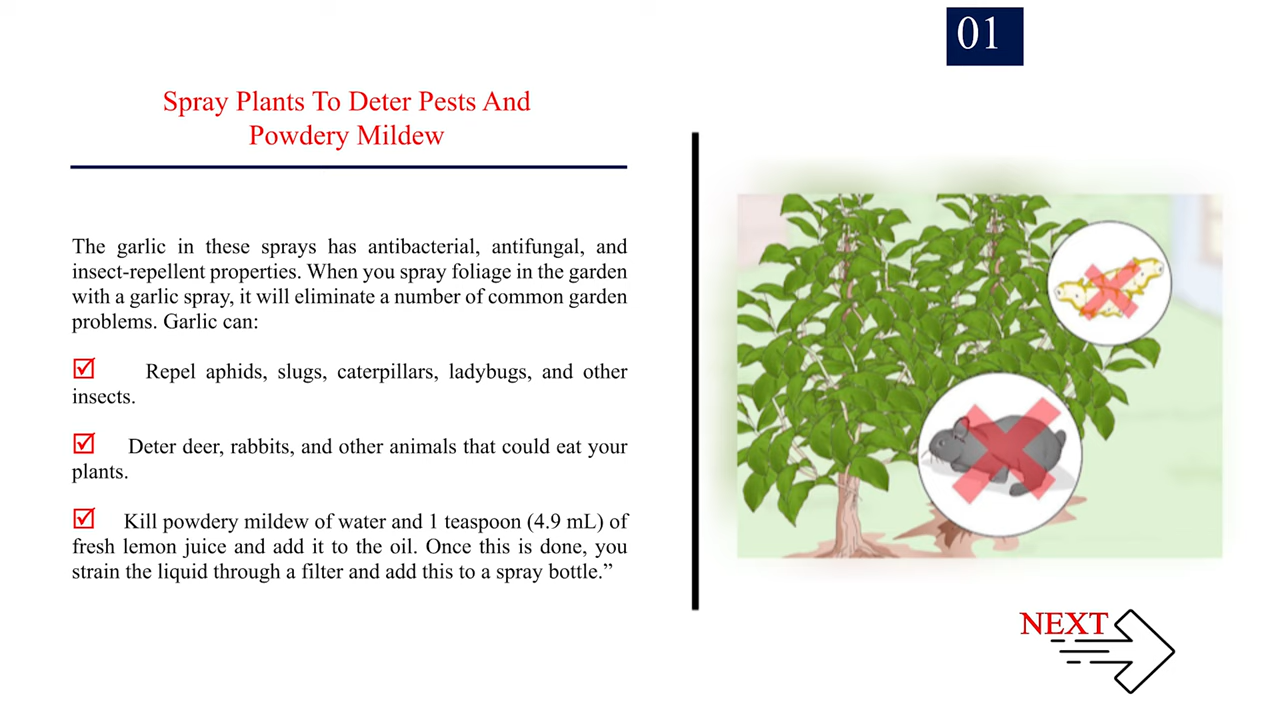 01
Spray Plants To Deter Pests And
Powdery Mildew
The garlic in these sprays has antibacterial, antifungal, and
insect-repellent properties. When you spray foliage in the garden
with a garlic spray, it will eliminate a number of common garden
problems. Garlic can:
Repel aphids, slugs, caterpillars, ladybugs, and other
insects.
Deter deer, rabbits, and other animals that could eat your
plants.
Kill powdery mildew of water and 1 teaspoon (4.9 mL) of
fresh lemon juice and add it to the oil. Once this is done, you
strain the liquid through a filter and add this to a spray bottle.”
NEXT